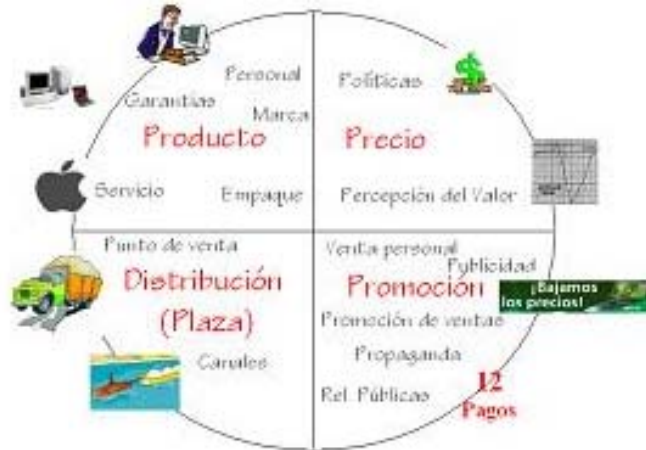 Personal
Garantias
Marca
Producto
Servicio
Empaque
Políticas
Precio
Percepción del Valor
Punto de venta
Distribución
(Plaza)
Canales
Venta personal
Publicidad
Promoción
¡Bajamos
los precios!
Promoción de ventas
Propaganda
Rel. Públicas
12
Pagos